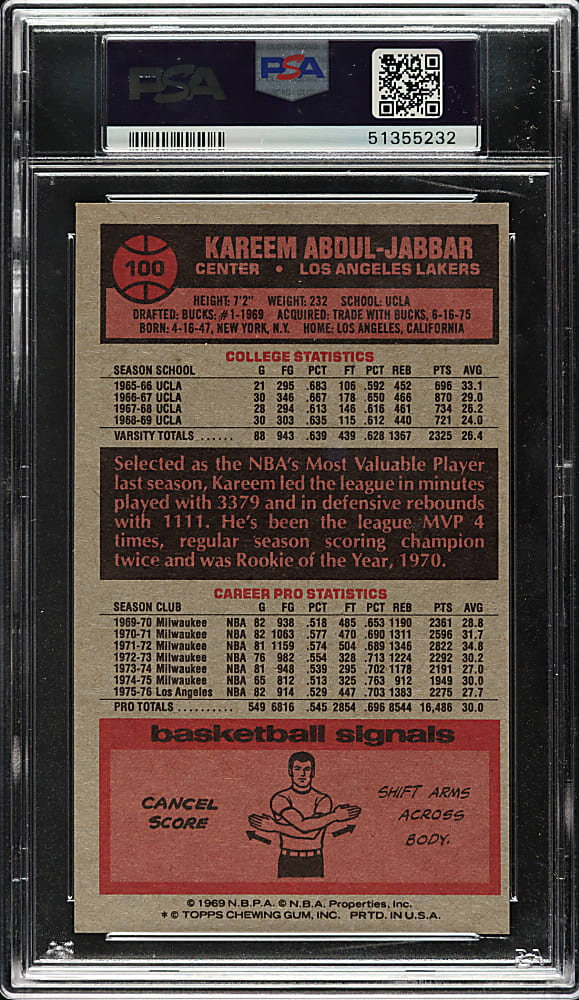 PSA
PSA
51355232
100
KAREEM ABDUL-JABBAR
CENTER • LOS ANGELES LAKERS
HEIGHT: 7'2" WEIGHT: 232 SCHOOL: UCLA
DRAFTED: BUCKS: #1-1969 ACQUIRED: TRADE WITH BUCKS, 6-16-75
BORN: 4-16-47, NEW YORK, N.Y. HOME: LOS ANGELES, CALIFORNIA
COLLEGE STATISTICS
SEASON SCHOOL G FG PCT FT PCT REB PTS AVG
1965-66 UCLA 21 295 .683 106 .592 452 696 33.1
1966-67 UCLA 30 346 .667 178 .650 466 870 29.0
1967-68 UCLA 28 294 .613 146 .616 461 734 26.2
1968-69 UCLA 30 303 .635 115 .612 440 721 24.0
VARSITY TOTALS ...... 88 943 .639 439 .628 1367 2325 26.4
Selected as the NBA's Most Valuable Player
last season, Kareem led the league in minutes
played with 3379 and in defensive rebounds
with 1111. He's been the league MVP 4
times, regular season scoring champion
twice and was Rookie of the Year, 1970.
CAREER PRO STATISTICS
SEASON CLUB G FG PCT FT PCT REB PTS AVG
1969-70 Milwaukee NBA 82 938 .518 485 .653 1190 2361 28.8
1970-71 Milwaukee NBA 82 1063 .577 470 .690 1311 2596 31.7
1971-72 Milwaukee NBA 81 1159 .574 504 .689 1346 2822 34.8
1972-73 Milwaukee NBA 76 982 .554 328 .713 1224 2292 30.2
1973-74 Milwaukee NBA 81 948 .539 295 .702 1178 2191 27.0
1974-75 Milwaukee NBA 65 812 .513 325 .763 912 1949 30.0
1975-76 Los Angeles NBA 82 914 .529 447 .703 1383 2275 27.7
PRO TOTALS .......... 549 6816 .545 2854 .696 8544 16,486 30.0
basketball signals
CANCEL
SCORE
SHIFT ARMS
ACROSS
BODY.
© 1969 N.B.P.A. © N.B.A. Properties, Inc.
* © TOPPS CHEWING GUM, INC. PRTD. IN U.S.A.